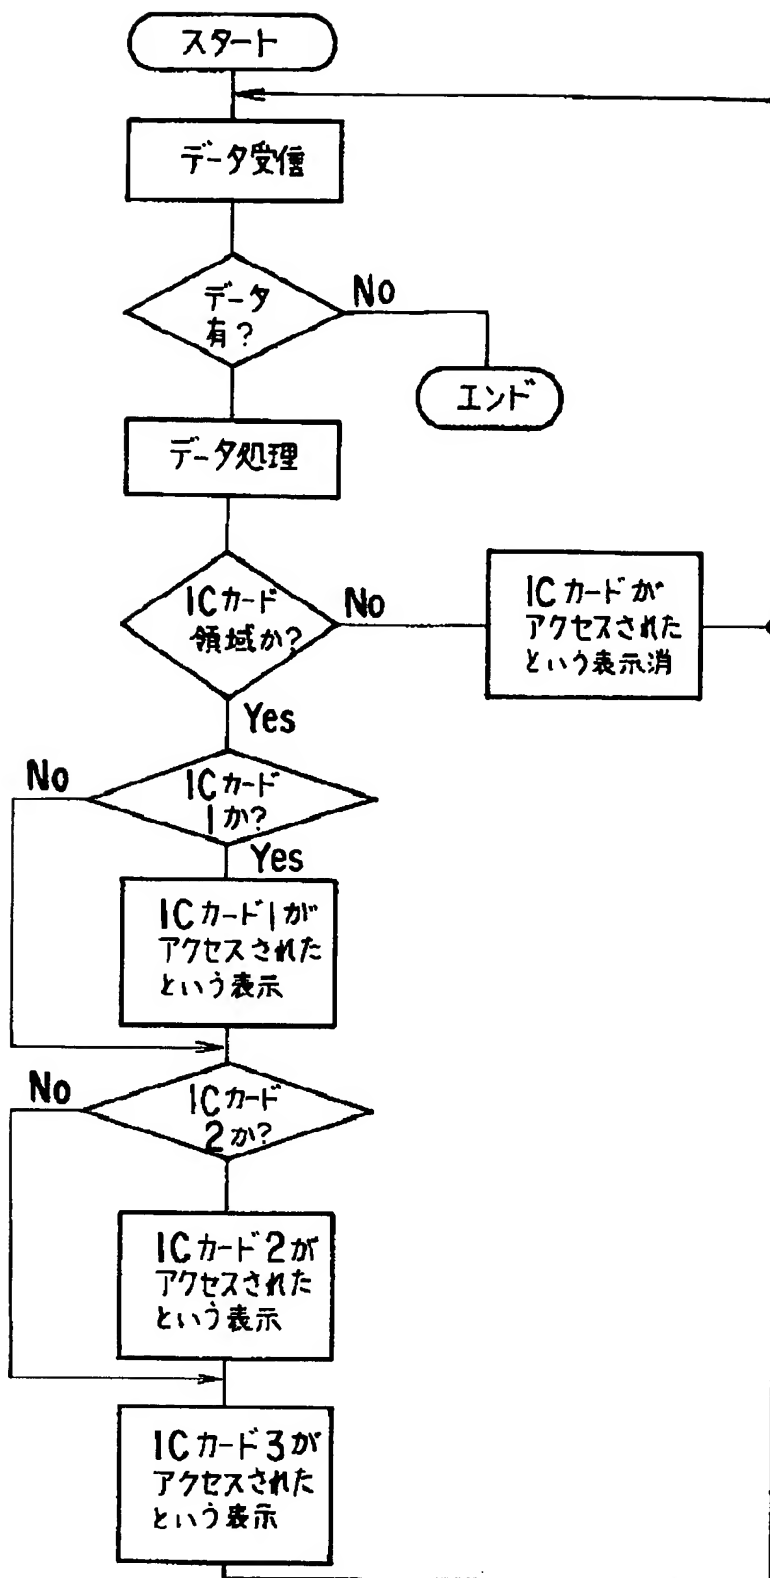 スタート
データ受信
データ
有?
No
エンド
データ処理
ICカード
領域か?
No
ICカードが
アクセスされた
という表示消
Yes
No
ICカード
1か?
Yes
ICカード1が
アクセスされた
という表示
No
ICカード
2か?
ICカード2が
アクセスされた
という表示
ICカード3が
アクセスされた
という表示